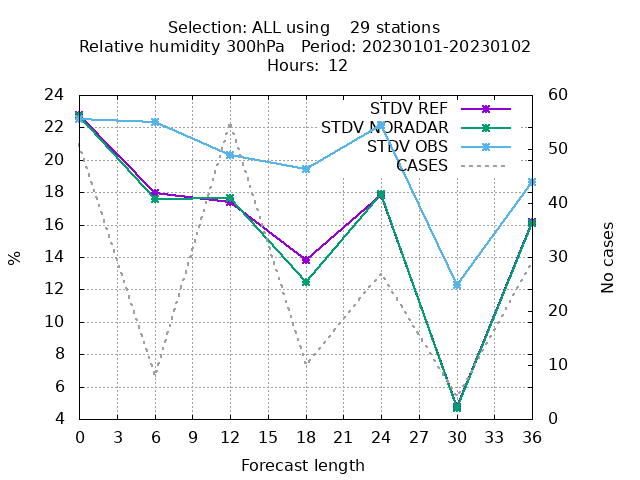 Selection: ALL using    29 stations
Relative humidity 300hPa   Period: 20230101-20230102
Hours: 12
STDV REF
STDV NORADAR
STDV OBS
CASES
24
22
20
18
16
14
12
10
8
6
4
%
60
50
40
30
20
10
0
No cases
0 3 6 9 12 15 18 21 24 27 30 33 36
Forecast length